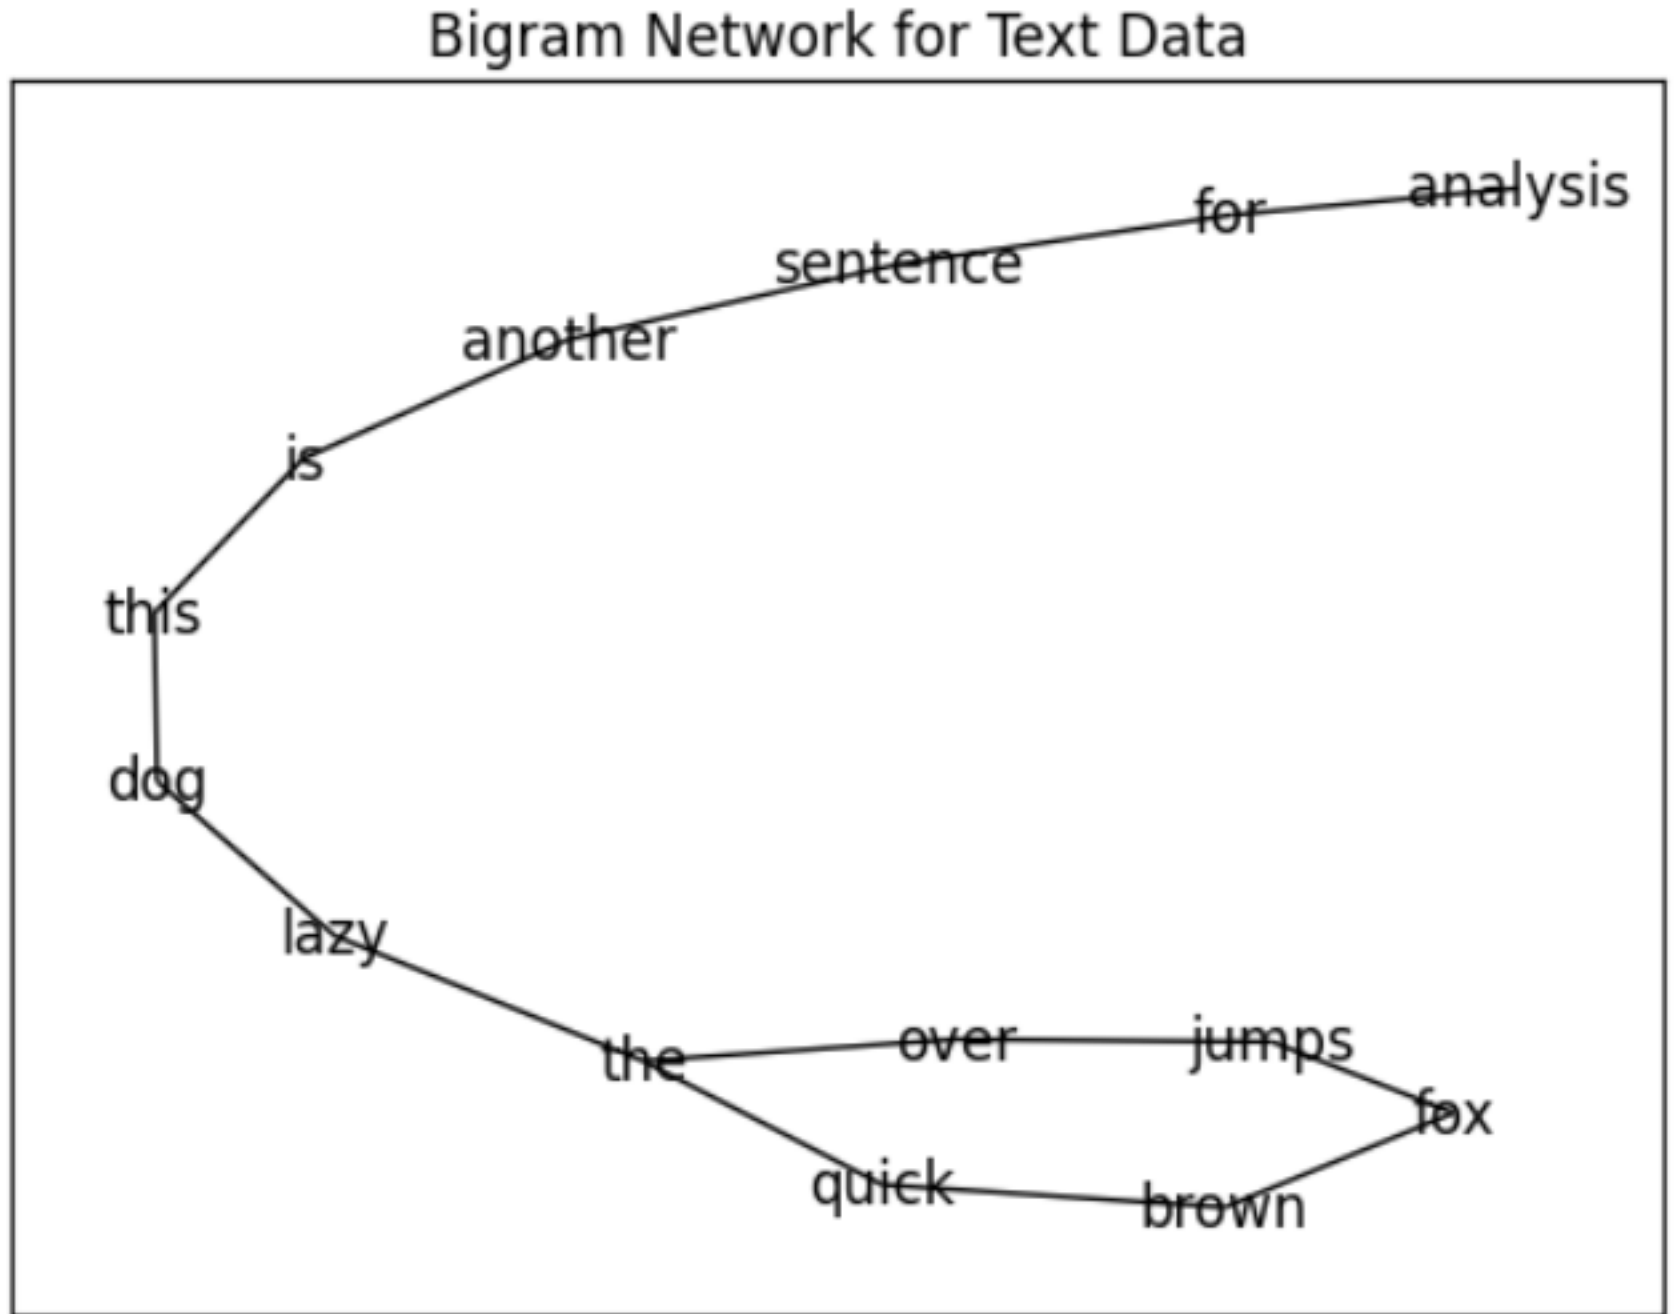 Bigram Network for Text Data
analysis
for
sentence
another
is
this
dog
lazy
the
over
jumps
fox
quick
brown